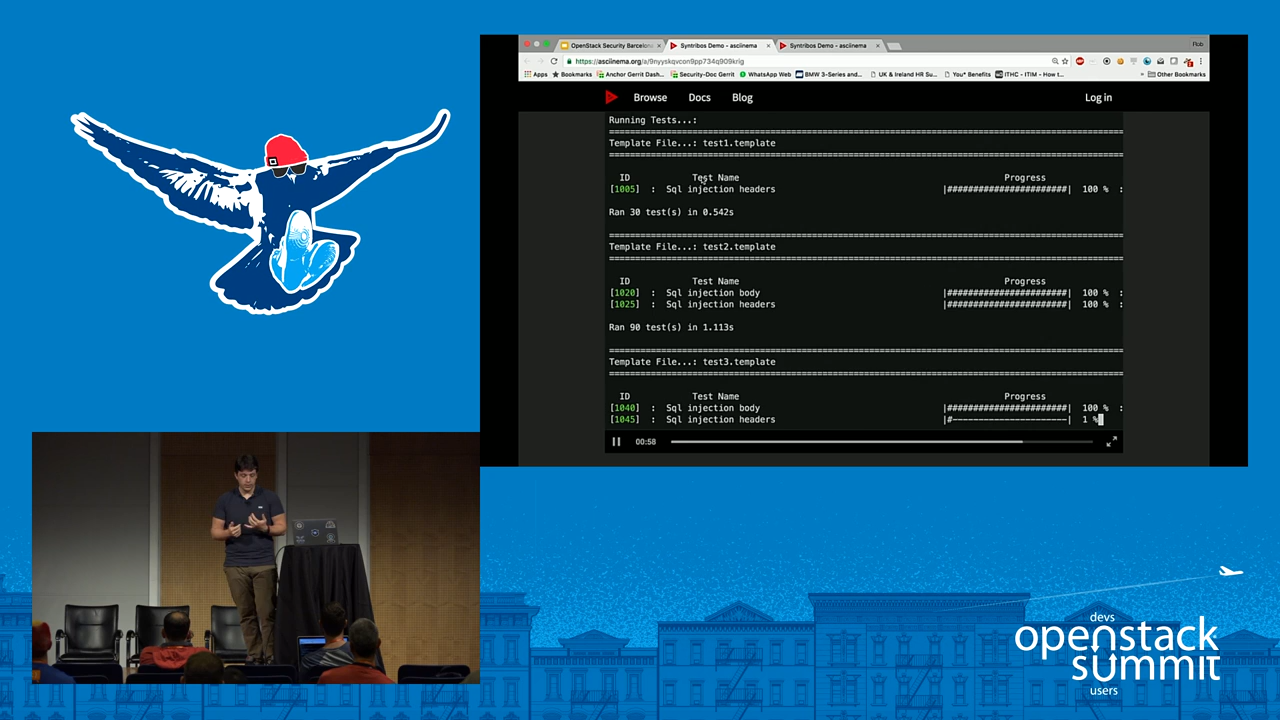 OpenStack Security Barcelona
Syntribos Demo - asciinema
Syntribos Demo - asciinema
Rob
https://asciinema.org/a/9nyyskqvcon9pp734q909krig
Apps
Bookmarks
Anchor Gerrit Dash...
Security-Doc Gerrit
WhatsApp Web
BMW 3-Series and...
UK & Ireland HR Su...
You* Benefits
ITHC - ITIM - How t...
» Other Bookmarks
Browse Docs Blog Log in
Running Tests...:
Template File...: test1.template
ID Test Name Progress
[1005] : Sql injection headers |#######################| 100 % :
Ran 30 test(s) in 0.542s
Template File...: test2.template
ID Test Name Progress
[1020] : Sql injection body |#######################| 100 % :
[1025] : Sql injection headers |#######################| 100 % :
Ran 90 test(s) in 1.113s
Template File...: test3.template
ID Test Name Progress
[1040] : Sql injection body |#######################| 100 % :
[1045] : Sql injection headers |#----------------------| 1 %
00:58
devs
openstack
summit
users